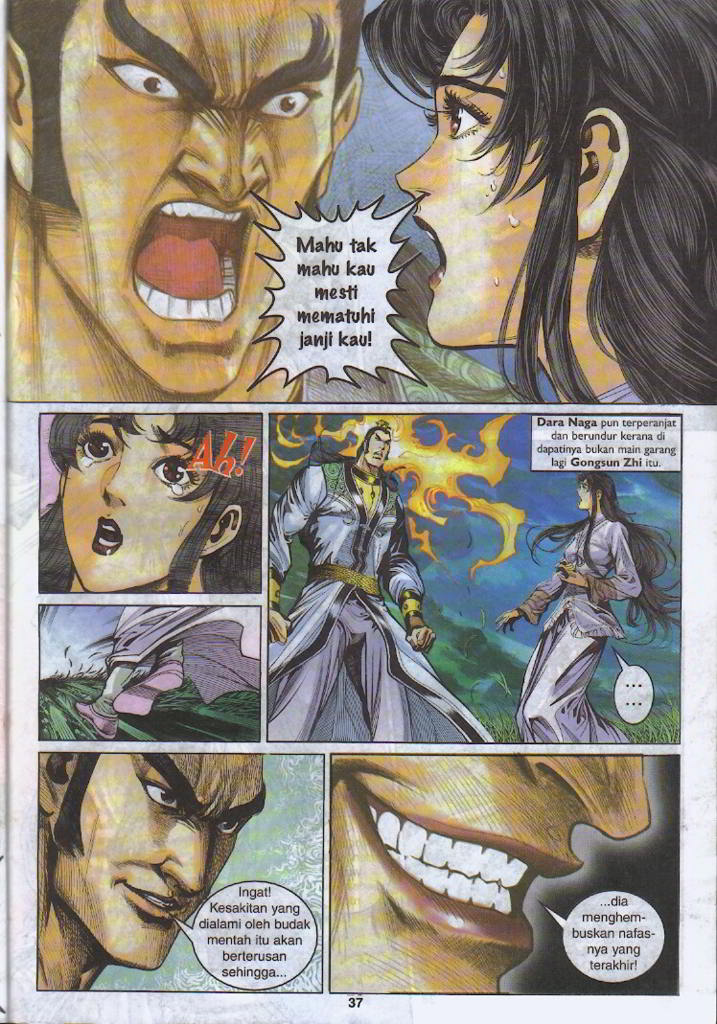 Mahu tak
mahu kau
mesti
mematuhi
janji kau!
Ah!
Dara Naga pun terperanjat
dan berundur kerana di
dapatinya bukan main garang
lagi Gongsun Zhi itu.
...
...
Ingat!
Kesakitan yang
dialami oleh budak
mentah itu akan
berterusan
sehingga...
...dia
menghem-
buskan nafas-
nya yang
terakhir!
37